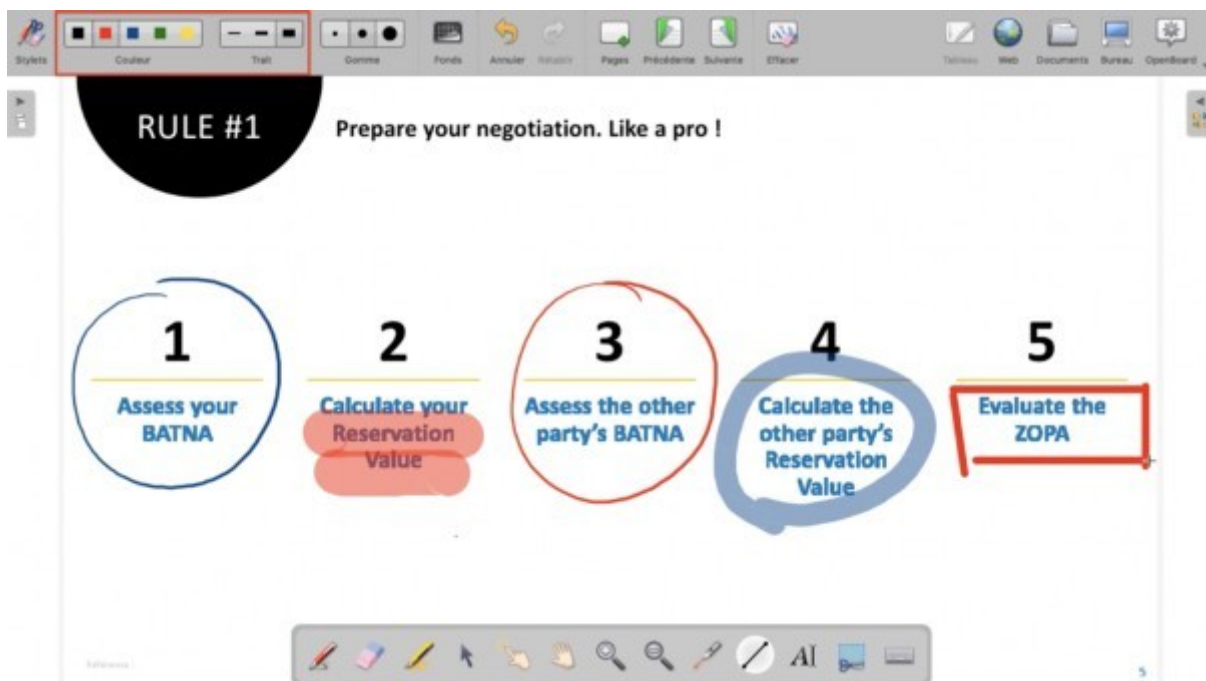 Stylets Couleur Trait Gomme Fonds Annuler Rétablir Pages Précédente Suivante Effacer Tableau Web Documents Bureau OpenBoard
RULE #1
Prepare your negotiation. Like a pro !
1 2 3 4 5
Assess your
BATNA
Calculate your
Reservation
Value
Assess the other
party's BATNA
Calculate the
other party's
Reservation
Value
Evaluate the
ZOPA
AI
5